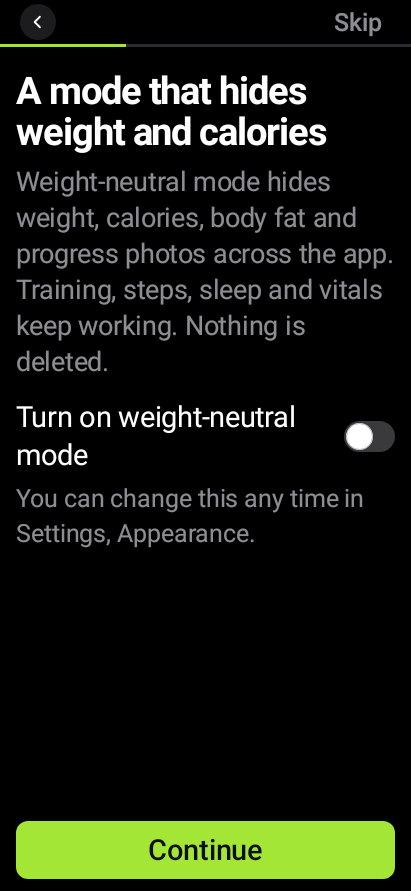 Skip
A mode that hides
weight and calories
Weight-neutral mode hides
weight, calories, body fat and
progress photos across the app.
Training, steps, sleep and vitals
keep working. Nothing is
deleted.
Turn on weight-neutral
mode
You can change this any time in
Settings, Appearance.
Continue